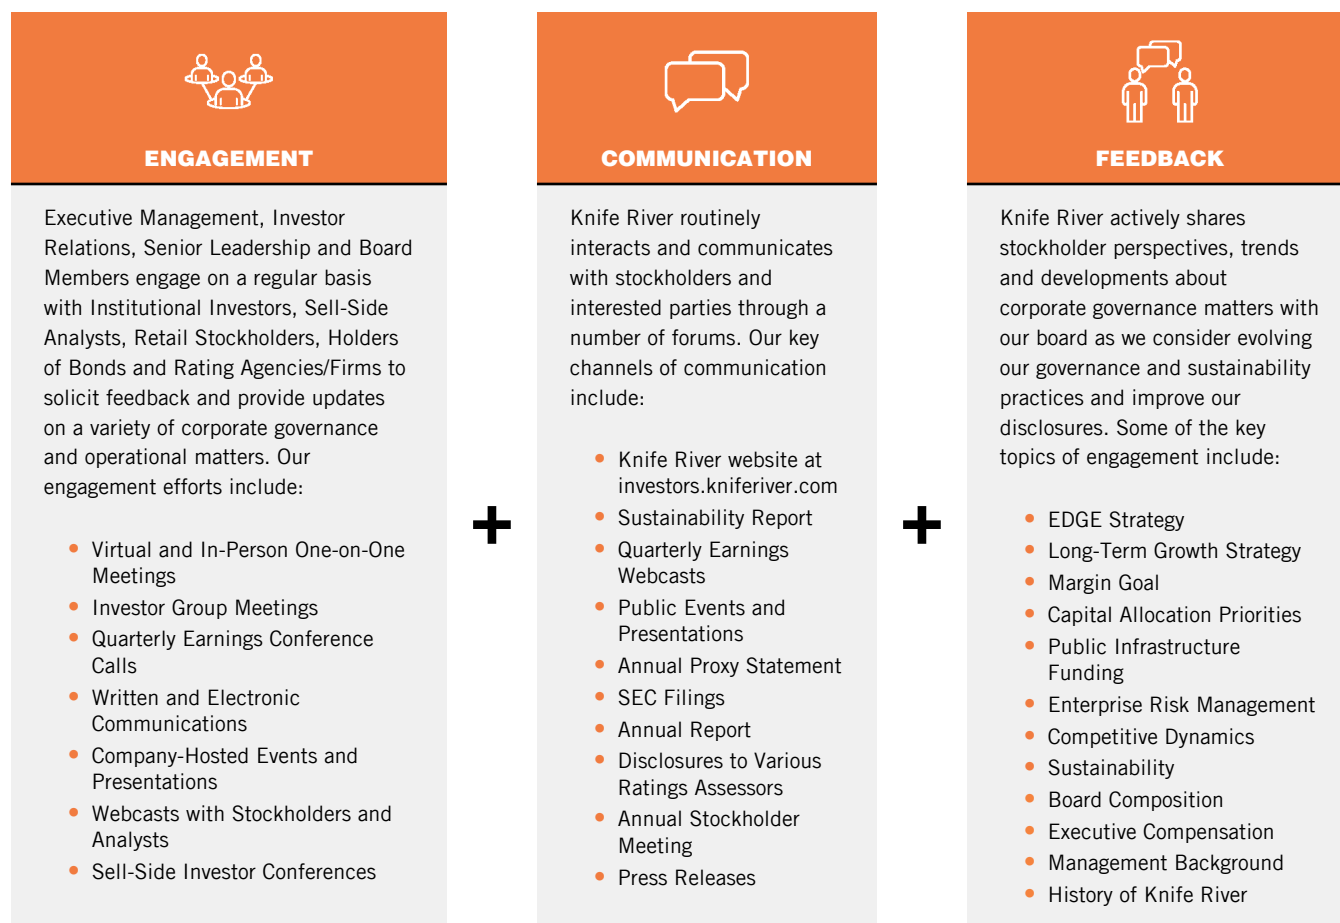 ENGAGEMENT
Executive Management, Investor
Relations, Senior Leadership and Board
Members engage on a regular basis
with Institutional Investors, Sell-Side
Analysts, Retail Stockholders, Holders
of Bonds and Rating Agencies/Firms to
solicit feedback and provide updates
on a variety of corporate governance
and operational matters. Our
engagement efforts include:
• Virtual and In-Person One-on-One
Meetings
• Investor Group Meetings
• Quarterly Earnings Conference
Calls
• Written and Electronic
Communications
• Company-Hosted Events and
Presentations
• Webcasts with Stockholders and
Analysts
• Sell-Side Investor Conferences
+
COMMUNICATION
Knife River routinely
interacts and communicates
with stockholders and
interested parties through a
number of forums. Our key
channels of communication
include:
• Knife River website at
investors.kniferiver.com
• Sustainability Report
• Quarterly Earnings
Webcasts
• Public Events and
Presentations
• Annual Proxy Statement
• SEC Filings
• Annual Report
• Disclosures to Various
Ratings Assessors
• Annual Stockholder
Meeting
• Press Releases
+
FEEDBACK
Knife River actively shares
stockholder perspectives, trends
and developments about
corporate governance matters with
our board as we consider evolving
our governance and sustainability
practices and improve our
disclosures. Some of the key
topics of engagement include:
• EDGE Strategy
• Long-Term Growth Strategy
• Margin Goal
• Capital Allocation Priorities
• Public Infrastructure
Funding
• Enterprise Risk Management
• Competitive Dynamics
• Sustainability
• Board Composition
• Executive Compensation
• Management Background
• History of Knife River